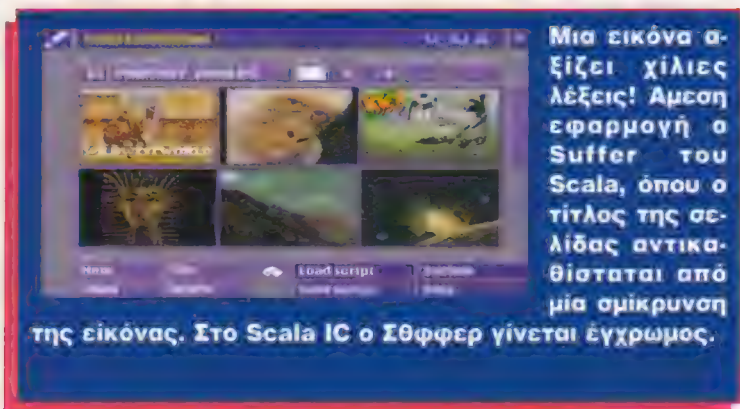 Load script
Μια εικόνα α-
ξίζει χίλιες
λέξεις! Αμεση
εφαρμογή ο
Suffer του
Scala, όπου ο
τίτλος της σε-
λίδας αντικα-
θίσταται από
μία σμίκρυνση
της είκόνας. Στο Scala IC ο Σθφφερ γίνεται έγχρωμος.